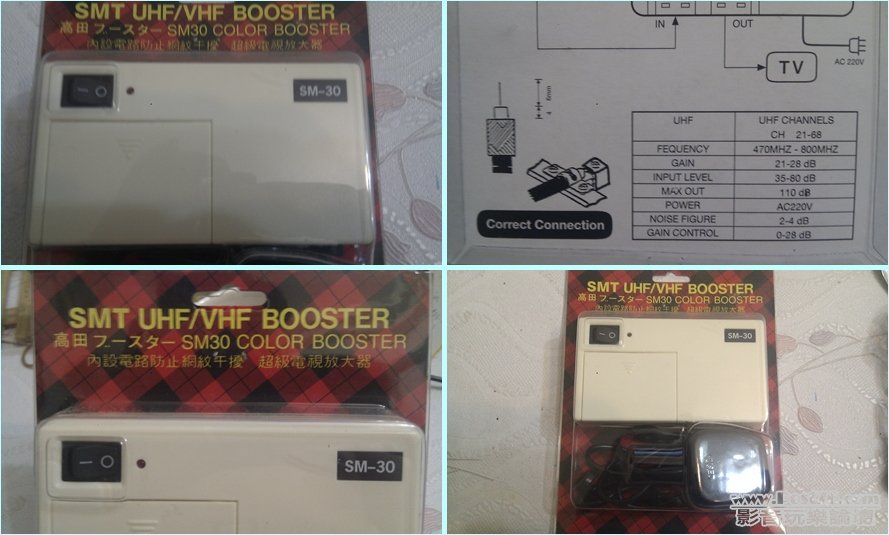 SMT UHF/VHF BOOSTER
高田 ブースター SM30 COLOR BOOSTER
內設電路防止網紋干擾 超級電視放大器
SM-30
IN
OUT
TV
AC 220V
6mm
4
UHF UHF CHANNELS
CH 21-68
FEQUENCY 470MHZ - 800MHZ
GAIN 21-28 dB
INPUT LEVEL 35-80 dB
MAX OUT 110 dB
POWER AC220V
NOISE FIGURE 2-4 dB
GAIN CONTROL 0-28 dB
Correct Connection
SMT UHF/VHF BOOSTER
高田 ブースター SM30 COLOR BOOSTER
內設電路防止網紋干擾 超級電視放大器
SM-30
SMT UHF/VHF BOOSTER
高田 ブースター SM30 COLOR BOOSTER
內設電路防止網紋干擾 超級電視放大器
SM-30
影音玩樂論壇